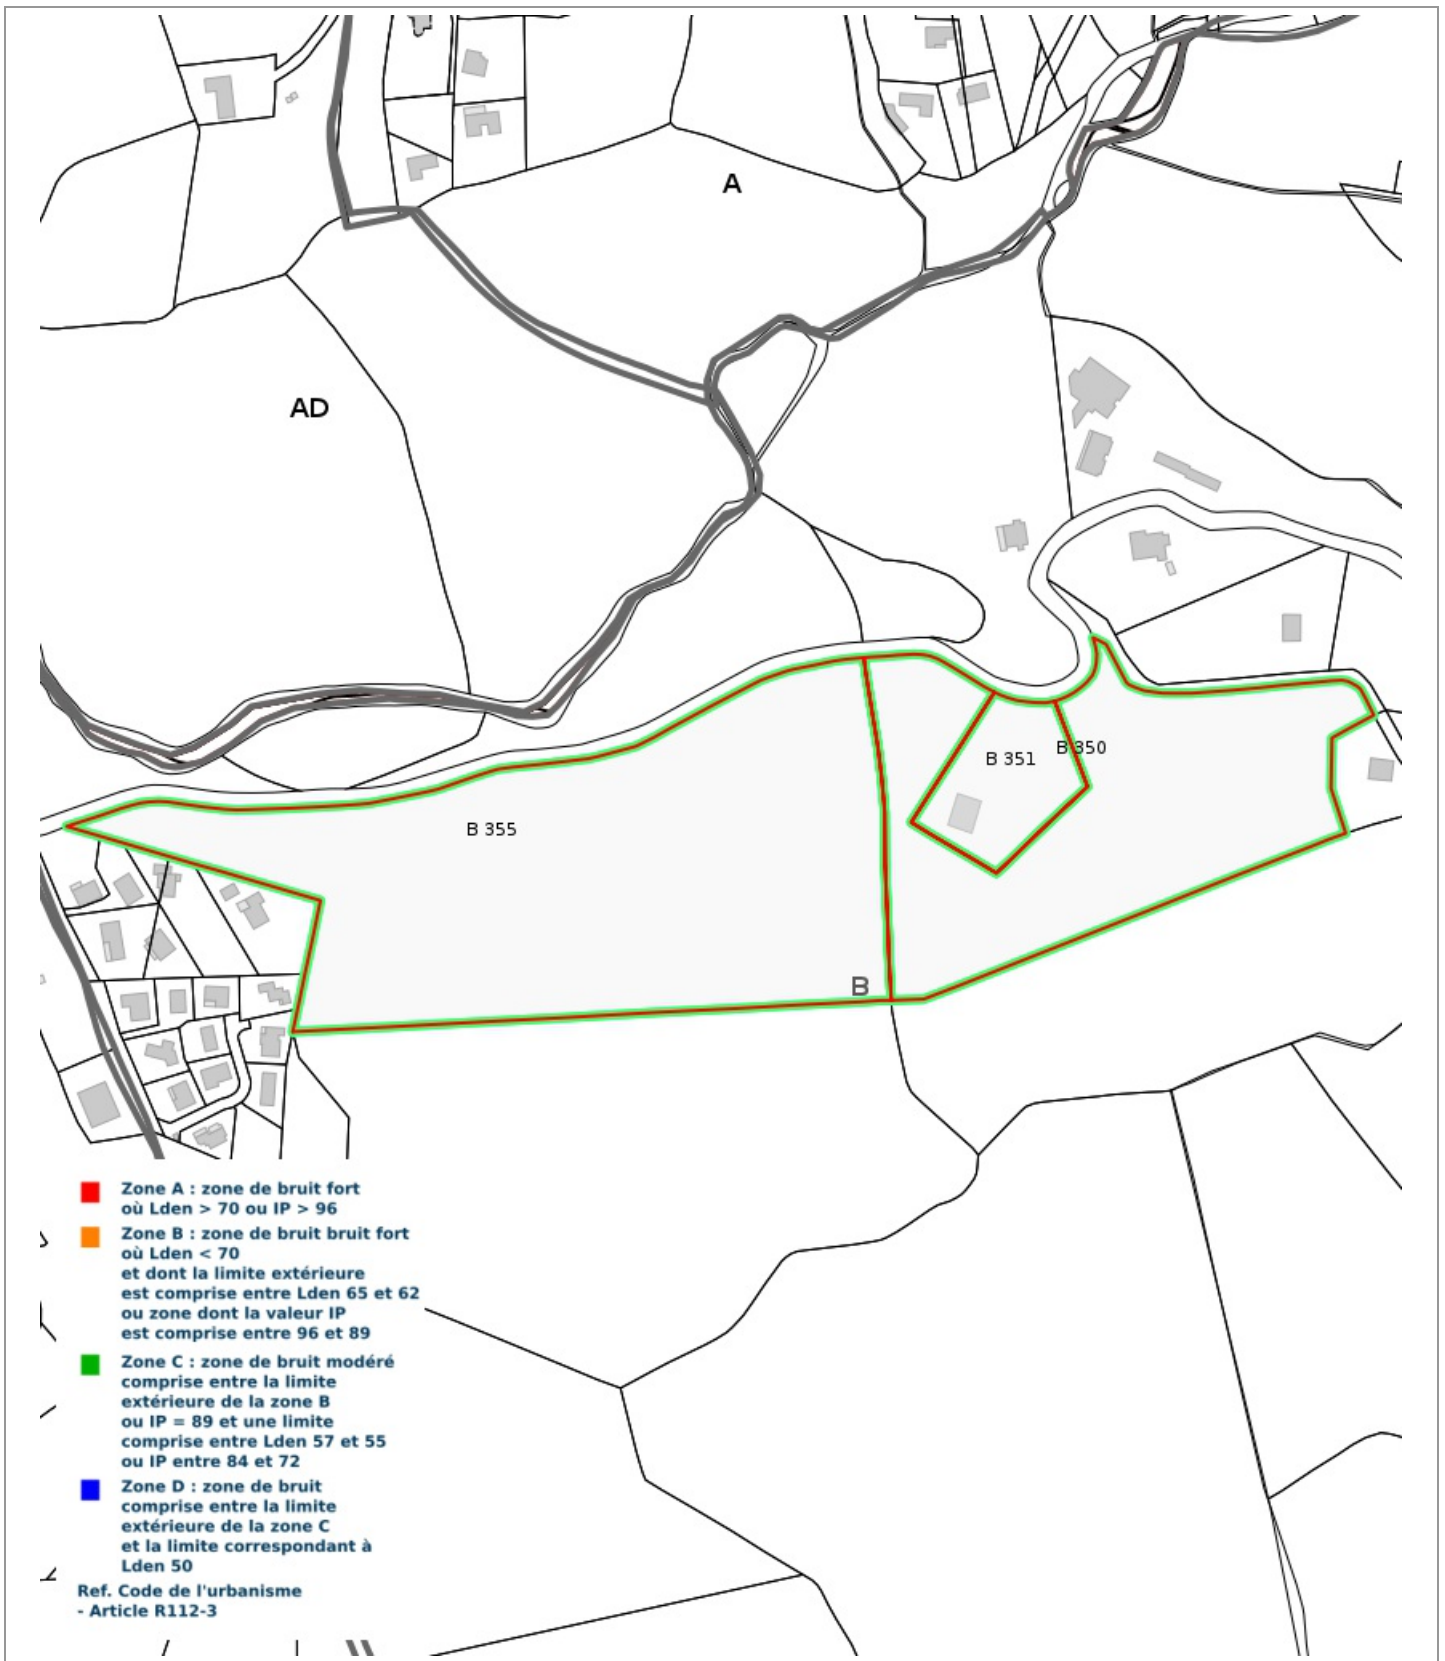 A
AD
B 351
B 350
B 355
B
Zone A : zone de bruit fort
où Lden > 70 ou IP > 96
Zone B : zone de bruit bruit fort
où Lden < 70
et dont la limite extérieure
est comprise entre Lden 65 et 62
ou zone dont la valeur IP
est comprise entre 96 et 89
Zone C : zone de bruit modéré
comprise entre la limite
extérieure de la zone B
ou IP = 89 et une limite
comprise entre Lden 57 et 55
ou IP entre 84 et 72
Zone D : zone de bruit
comprise entre la limite
extérieure de la zone C
et la limite correspondant à
Lden 50
Ref. Code de l'urbanisme
- Article R112-3